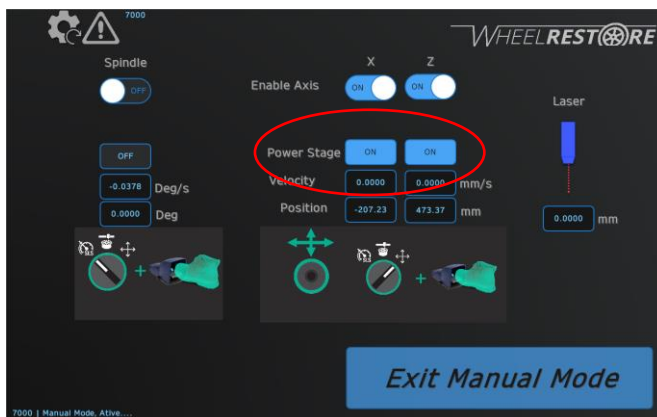 7000
WHEELRESTORE
Spindle
X Z
Enable Axis ON ON
OFF
Laser
OFF
Power Stage ON ON
-0.0378 Deg/s
Velocity 0.0000 0.0000 mm/s
0.0000 Deg
Position -207.23 473.37 mm
0.0000 mm
Exit Manual Mode
7000 | Manual Mode, Ative....